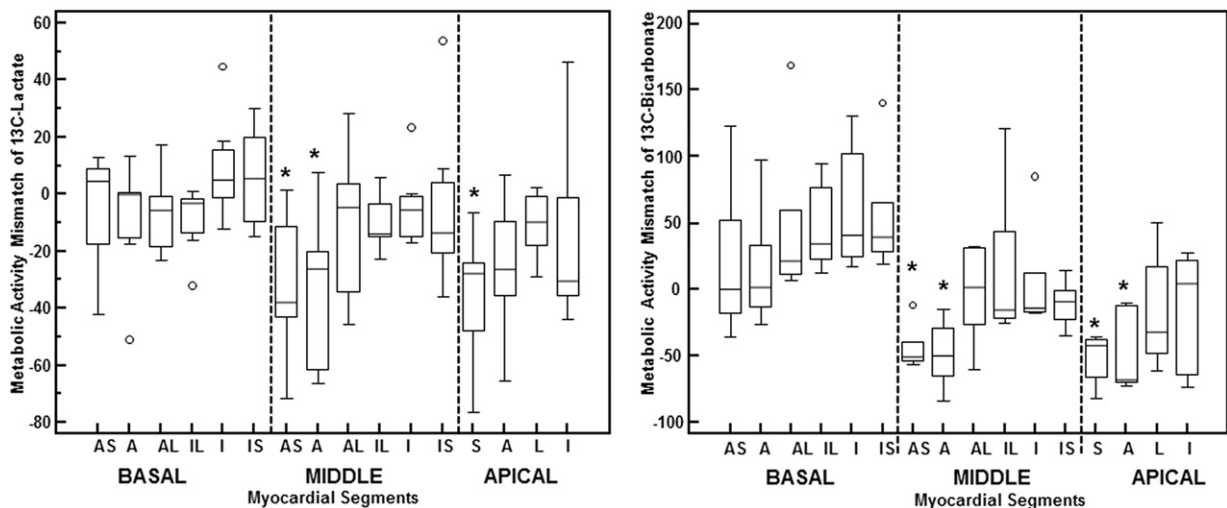 Metabolic Activity Mismatch of 13C-Lactate
60
40
20
0
-20
-40
-60
-80
* * *
AS A AL IL I IS AS A AL IL I IS S A L I
BASAL MIDDLE APICAL
Myocardial Segments
Metabolic Activity Mismatch of 13C-Bicarbonate
200
150
100
50
0
-50
-100
* * * *
AS A AL IL I IS AS A AL IL I IS S A L I
BASAL MIDDLE APICAL
Myocardial Segments